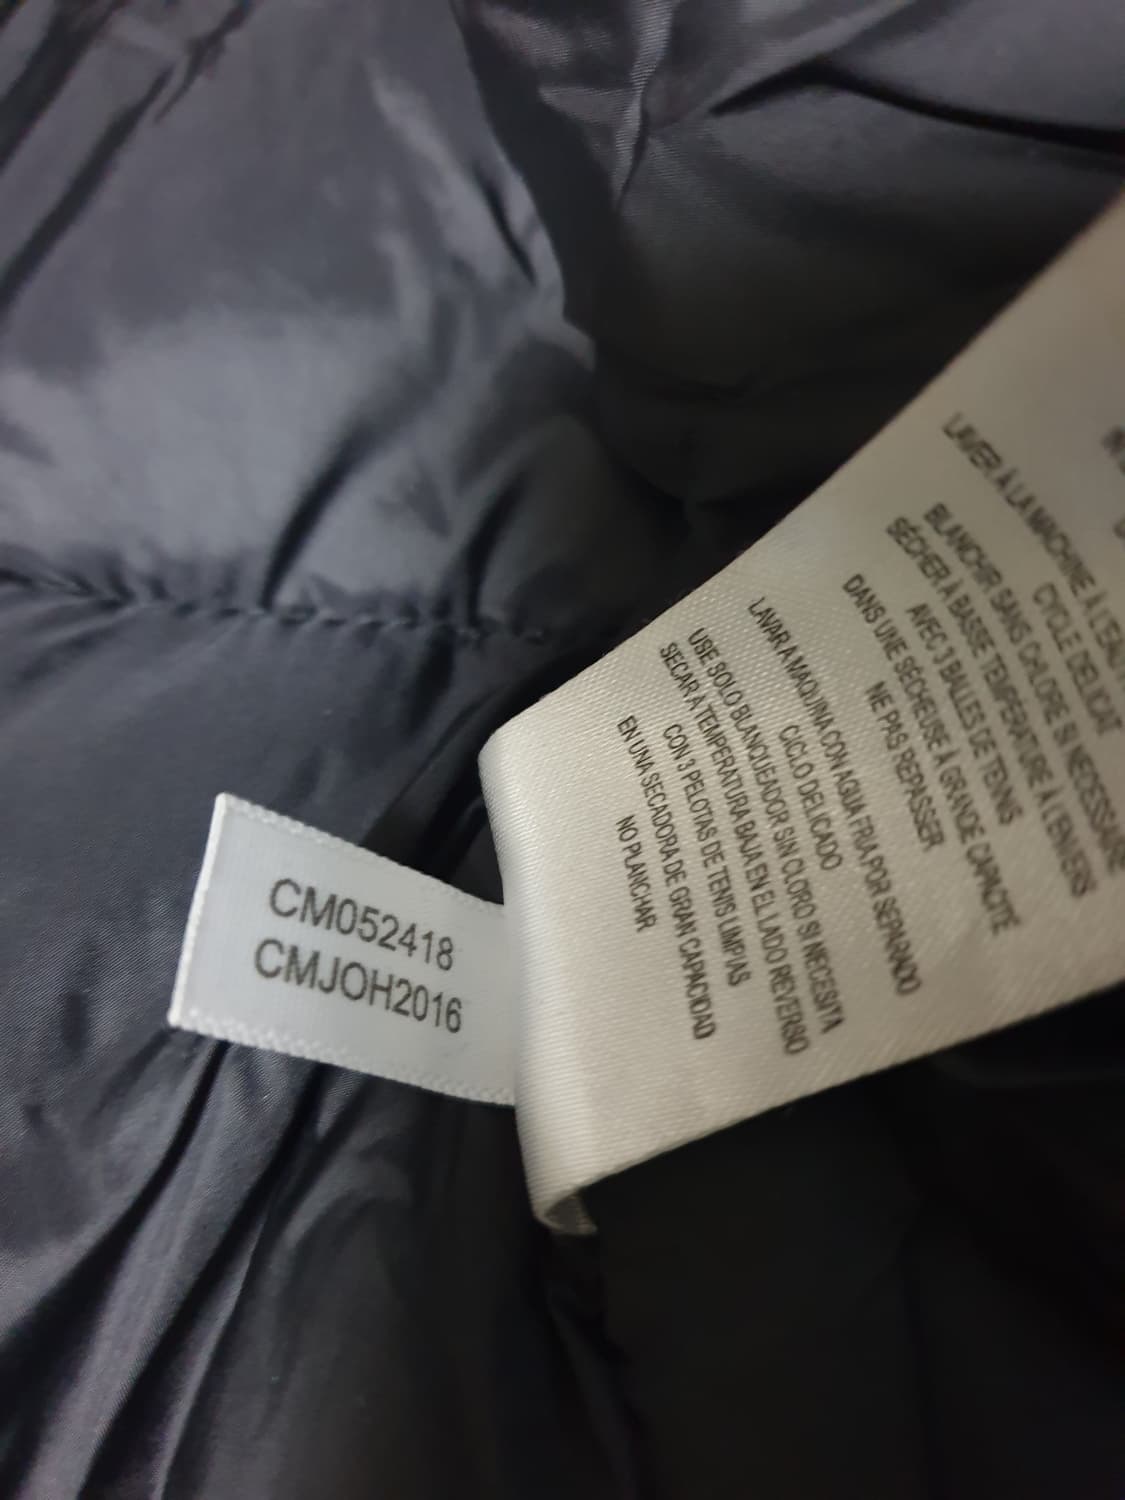 CM052418
CMJOH2016
LAVER À LA MACHINE À L'EAU
CYCLE DELICAT
BLANCHIR SANS CHLORE SI NECESSAIRE
SÉCHER À BASSE TEMPERATURE À L'ENVERS
AVEC 3 BALLES DE TENNIS
DANS UNE SÉCHEUSE À GRANDE CAPACITÉ
NE PAS REPASSER
LAVAR A MAQUINA CON AGUA FRIA POR SEPARADO
CICLO DELICADO
USE SOLO BLANQUEADOR SIN CLORO SI NECESITA
SECAR A TEMPERATURA BAJA EN EL LADO REVERSO
CON 3 PELOTAS DE TENIS LIMPIAS
EN UNA SECADORA DE GRAN CAPACIDAD
NO PLANCHAR